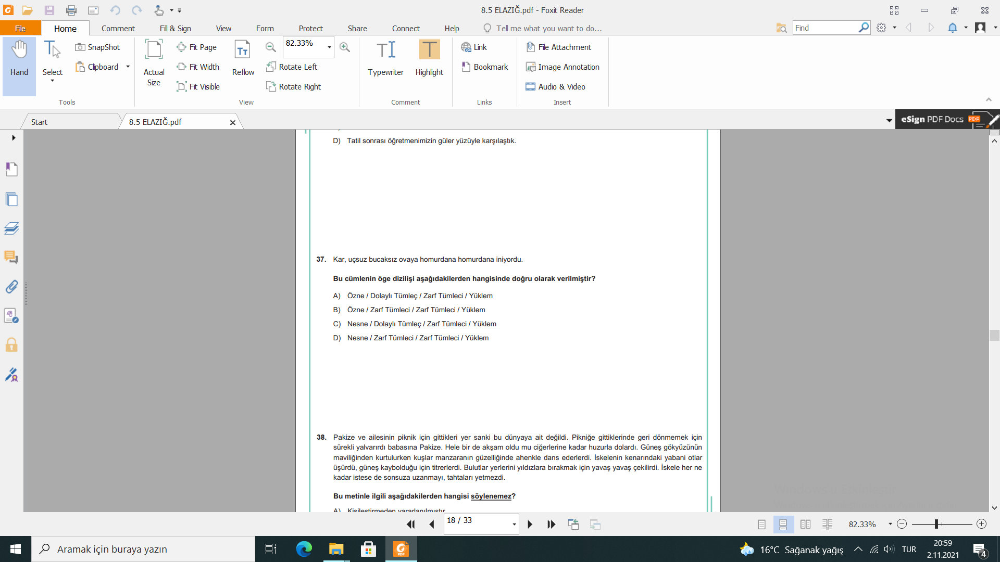 8.5 ELAZIĞ.pdf - Foxit Reader
File
Home
Comment
Fill & Sign
View
Form
Protect
Share
Connect
Help
Tell me what you want to do...
Find
Hand
Select
SnapShot
Clipboard
Actual Size
Fit Page
Fit Width
Fit Visible
Reflow
82.33%
Rotate Left
Rotate Right
Typewriter
Highlight
Link
Bookmark
File Attachment
Image Annotation
Audio & Video
Tools
View
Comment
Links
Insert
Start
8.5 ELAZIĞ.pdf
eSign PDF Docs PDF
D) Tatil sonrası öğretmenimizin güler yüzüyle karşılaştık.
37. Kar, uçsuz bucaksız ovaya homurdana homurdana iniyordu.
Bu cümlenin öge dizilişi aşağıdakilerden hangisinde doğru olarak verilmiştir?
A) Özne / Dolaylı Tümleç / Zarf Tümleci / Yüklem
B) Özne / Zarf Tümleci / Zarf Tümleci / Yüklem
C) Nesne / Dolaylı Tümleç / Zarf Tümleci / Yüklem
D) Nesne / Zarf Tümleci / Zarf Tümleci / Yüklem
38. Pakize ve ailesinin piknik için gittikleri yer sanki bu dünyaya ait değildi. Pikniğe gittiklerinde geri dönmemek için
sürekli yalvarırdı babasına Pakize. Hele bir de akşam oldu mu ciğerlerine kadar huzurla dolardı. Güneş gökyüzünün
maviliğinden kurtulurken kuşlar manzaranın güzelliğinde ahenkle dans ederlerdi. İskelenin kenarındaki yabani otlar
üşürdü, güneş kaybolduğu için titrerlerdi. Bulutlar yerlerini yıldızlara bırakmak için yavaş yavaş çekilirdi. İskele her ne
kadar istese de sonsuza uzanmayı, tahtaları yetmezdi.
Bu metinle ilgili aşağıdakilerden hangisi söylenemez?
A) Kişileştirmeden yararlanılmıştır.
18 / 33
82.33%
Aramak için buraya yazın
16°C Sağanak yağış
TUR
20:59
2.11.2021
4